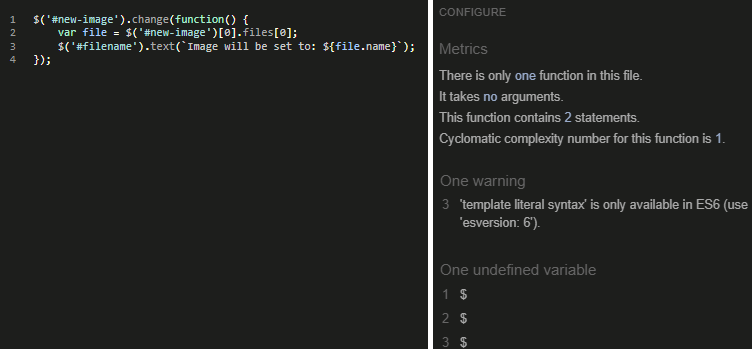 1 $('#new-image').change(function() {
2 var file = $('#new-image')[0].files[0];
3 $('#filename').text(`Image will be set to: ${file.name}`);
4 });
CONFIGURE
Metrics
There is only one function in this file.
It takes no arguments.
This function contains 2 statements.
Cyclomatic complexity number for this function is 1.
One warning
3 'template literal syntax' is only available in ES6 (use
'esversion: 6').
One undefined variable
1 $
2 $
3 $